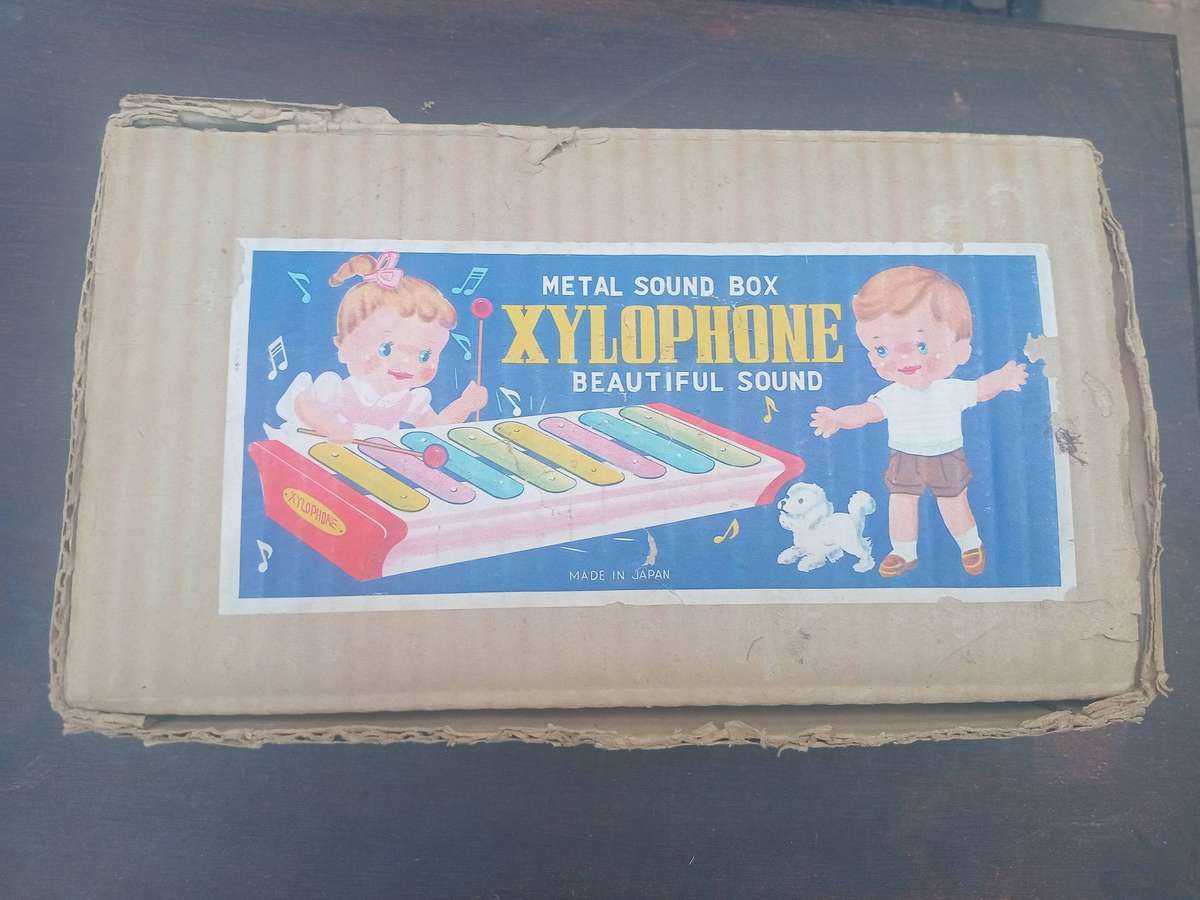 METAL SOUND BOX
XYLOPHONE
BEAUTIFUL SOUND
XYLOPHONE
MADE IN JAPAN